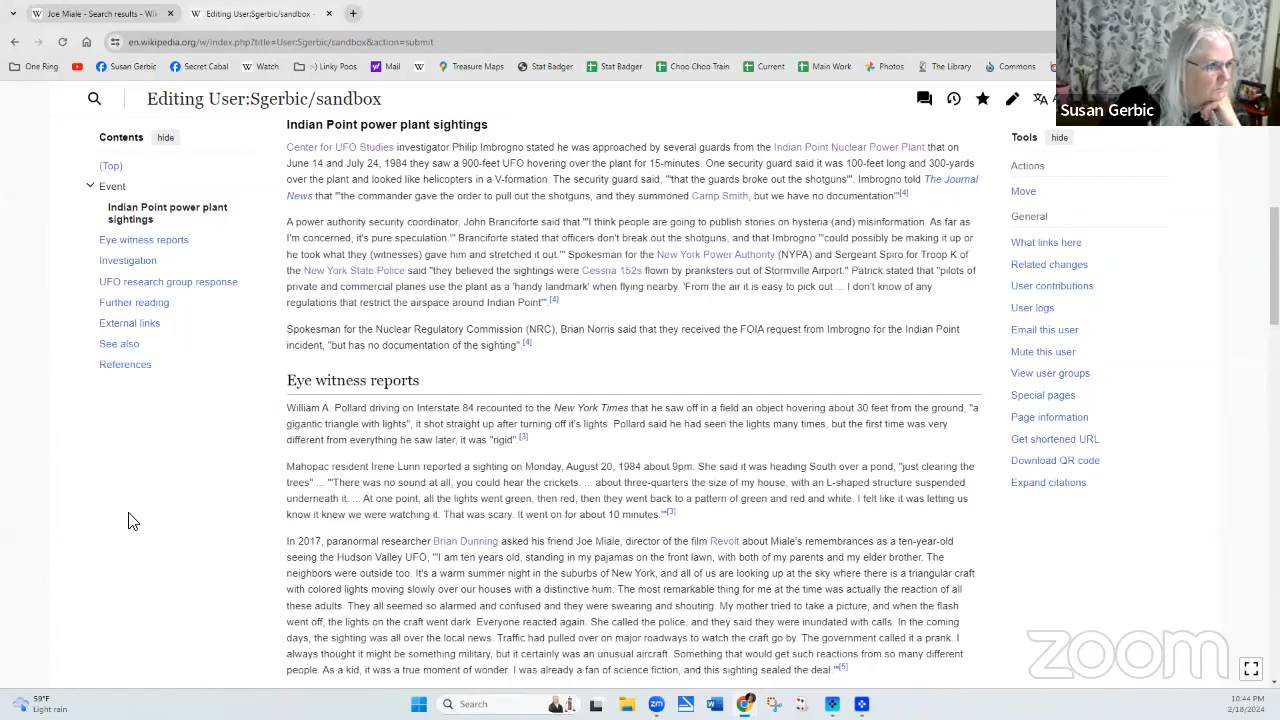 Joe Miale - Search results - Wi
Editing User:Sgerbic/sandbox -
en.wikipedia.org/w/index.php?title=User:Sgerbic/sandbox&action=submit
One Ring
Susan Gerbic
Secret Cabal
Watch
:-) Linky Poos
Mail
Treasure Maps
Stat Badger
Stat Badger
Choo Choo Train
Current
Main Work
Photos
The Library
Commons
Susan Gerbic
Editing User:Sgerbic/sandbox
Contents
hide
(Top)
Event
Indian Point power plant
sightings
Eye witness reports
Investigation
UFO research group response
Further reading
External links
See also
References
Indian Point power plant sightings
Center for UFO Studies investigator Philip Imbrogno stated he was approached by several guards from the Indian Point Nuclear Power Plant that on
June 14 and July 24, 1984 they saw a 900-feet UFO hovering over the plant for 15-minutes. One security guard said it was 100-feet long and 300-yards
over the plant and looked like helicopters in a V-formation. The security guard said, "'that the guards broke out the shotguns'". Imbrogno told The Journal
News that "'the commander gave the order to pull out the shotguns, and they summoned Camp Smith, but we have no documentation'"[4]
A power authority security coordinator, John Branciforte said that "'I think people are going to publish stories on hysteria (and) misinformation. As far as
I'm concerned, it's pure speculation.'" Branciforte stated that officers don't break out the shotguns, and that Imbrogno "'could possibly be making it up or
he took what they (witnesses) gave him and stretched it out.'" Spokesman for the New York Power Authority (NYPA) and Sergeant Spiro for Troop K of
the New York State Police said "they believed the sightings were Cessna 152s flown by pranksters out of Stormville Airport." Patrick stated that "pilots of
private and commercial planes use the plant as a 'handy landmark' when flying nearby. 'From the air it is easy to pick out ... I don't know of any
regulations that restrict the airspace around Indian Point'".[4]
Spokesman for the Nuclear Regulatory Commission (NRC), Brian Norris said that they received the FOIA request from Imbrogno for the Indian Point
incident, "but has no documentation of the sighting".[4]
Eye witness reports
William A. Pollard driving on Interstate 84 recounted to the New York Times that he saw off in a field an object hovering about 30 feet from the ground, "a
gigantic triangle with lights", it shot straight up after turning off it's lights. Pollard said he had seen the lights many times, but the first time was very
different from everything he saw later, it was "rigid" [3]
Mahopac resident Irene Lunn reported a sighting on Monday, August 20, 1984 about 9pm. She said it was heading South over a pond, "just clearing the
trees" ... "'There was no sound at all, you could hear the crickets. ... about three-quarters the size of my house, with an L-shaped structure suspended
underneath it. ... At one point, all the lights went green, then red, then they went back to a pattern of green and red and white. I felt like it was letting us
know it knew we were watching it. That was scary. It went on for about 10 minutes.'"[3]
In 2017, paranormal researcher Brian Dunning asked his friend Joe Miale, director of the film Revolt about Miale's remembrances as a ten-year-old
seeing the Hudson Valley UFO, "'I am ten years old, standing in my pajamas on the front lawn, with both of my parents and my elder brother. The
neighbors were outside too. It's a warm summer night in the suburbs of New York, and all of us are looking up at the sky where there is a triangular craft
with colored lights moving slowly over our houses with a distinctive hum. The most remarkable thing for me at the time was actually the reaction of all
these adults. They all seemed so alarmed and confused and they were swearing and shouting. My mother tried to take a picture, and when the flash
went off, the lights on the craft went dark. Everyone reacted again. She called the police, and they said they were inundated with calls. In the coming
days, the sighting was all over the local news. Traffic had pulled over on major roadways to watch the craft go by. The government called it a prank. I
always thought it might be something military, but it certainly was an unusual aircraft. Something that would get such reactions from so many different
people. As a kid, it was a true moment of wonder. I was already a fan of science fiction, and this sighting sealed the deal.'"[5]
Tools
hide
Actions
Move
General
What links here
Related changes
User contributions
User logs
Email this user
Mute this user
View user groups
Special pages
Page information
Get shortened URL
Download QR code
Expand citations
zoom
59°F
Light rain
Search
10:44 PM
2/18/2024